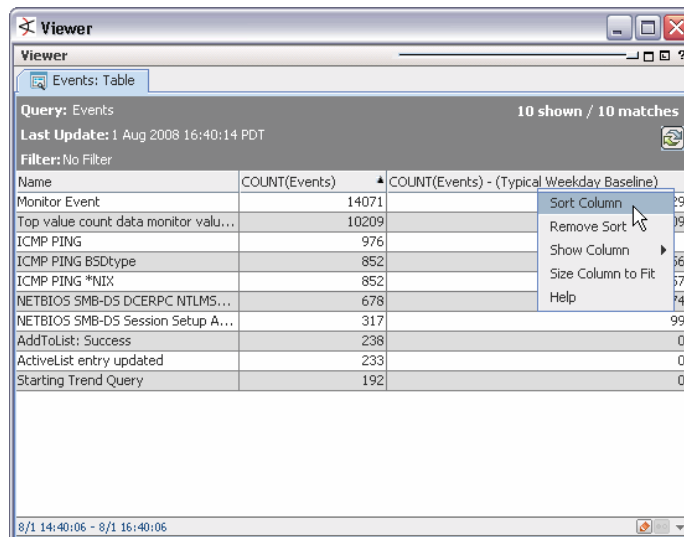 Viewer
Viewer
Events: Table
Query: Events 10 shown / 10 matches
Last Update: 1 Aug 2008 16:40:14 PDT
Filter: No Filter
Name COUNT(Events) COUNT(Events) - (Typical Weekday Baseline)
Monitor Event 14071 29
Top value count data monitor valu... 10209 09
ICMP PING 976
ICMP PING BSDtype 852 56
ICMP PING *NIX 852 57
NETBIOS SMB-DS DCERPC NTLMS... 678 74
NETBIOS SMB-DS Session Setup A... 317 99
AddToList: Success 238 0
ActiveList entry updated 233 0
Starting Trend Query 192 0
Sort Column
Remove Sort
Show Column
Size Column to Fit
Help
8/1 14:40:06 - 8/1 16:40:06